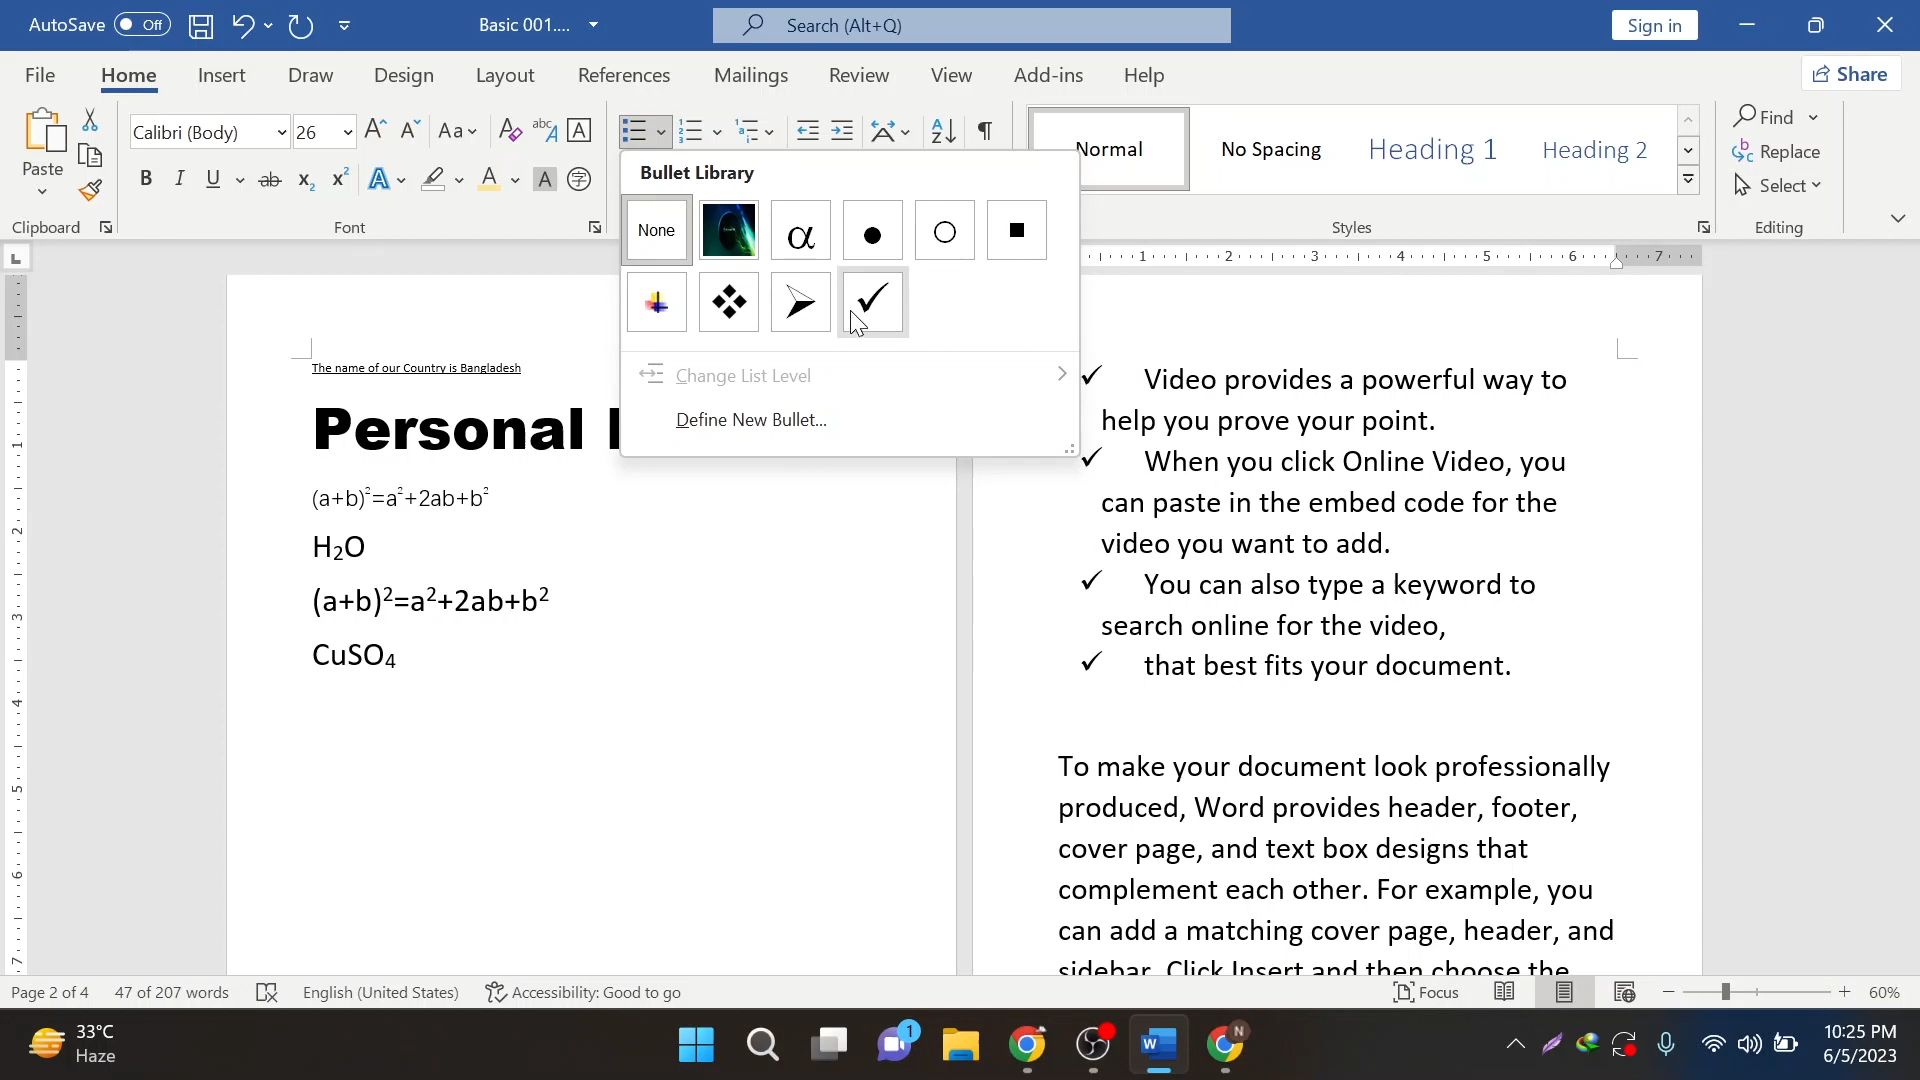 AutoSave Off
Basic 001....
Search (Alt+Q)
Sign in
File Home Insert Draw Design Layout References Mailings Review View Add-ins Help
Share
Paste
Clipboard
Calibri (Body) 26
Font
Normal
No Spacing
Heading 1
Heading 2
Styles
Find
Replace
Select
Editing
Bullet Library
None
α
Change List Level
Define New Bullet...
The name of our Country is Bangladesh
Personal
(a+b)²=a²+2ab+b²
H₂O
(a+b)²=a²+2ab+b²
CuSO₄
✓ Video provides a powerful way to
help you prove your point.
✓ When you click Online Video, you
can paste in the embed code for the
video you want to add.
✓ You can also type a keyword to
search online for the video,
✓ that best fits your document.
To make your document look professionally
produced, Word provides header, footer,
cover page, and text box designs that
complement each other. For example, you
can add a matching cover page, header, and
sidebar. Click Insert and then choose the
Page 2 of 4 47 of 207 words English (United States) Accessibility: Good to go
Focus
60%
33°C
Haze
10:25 PM
6/5/2023